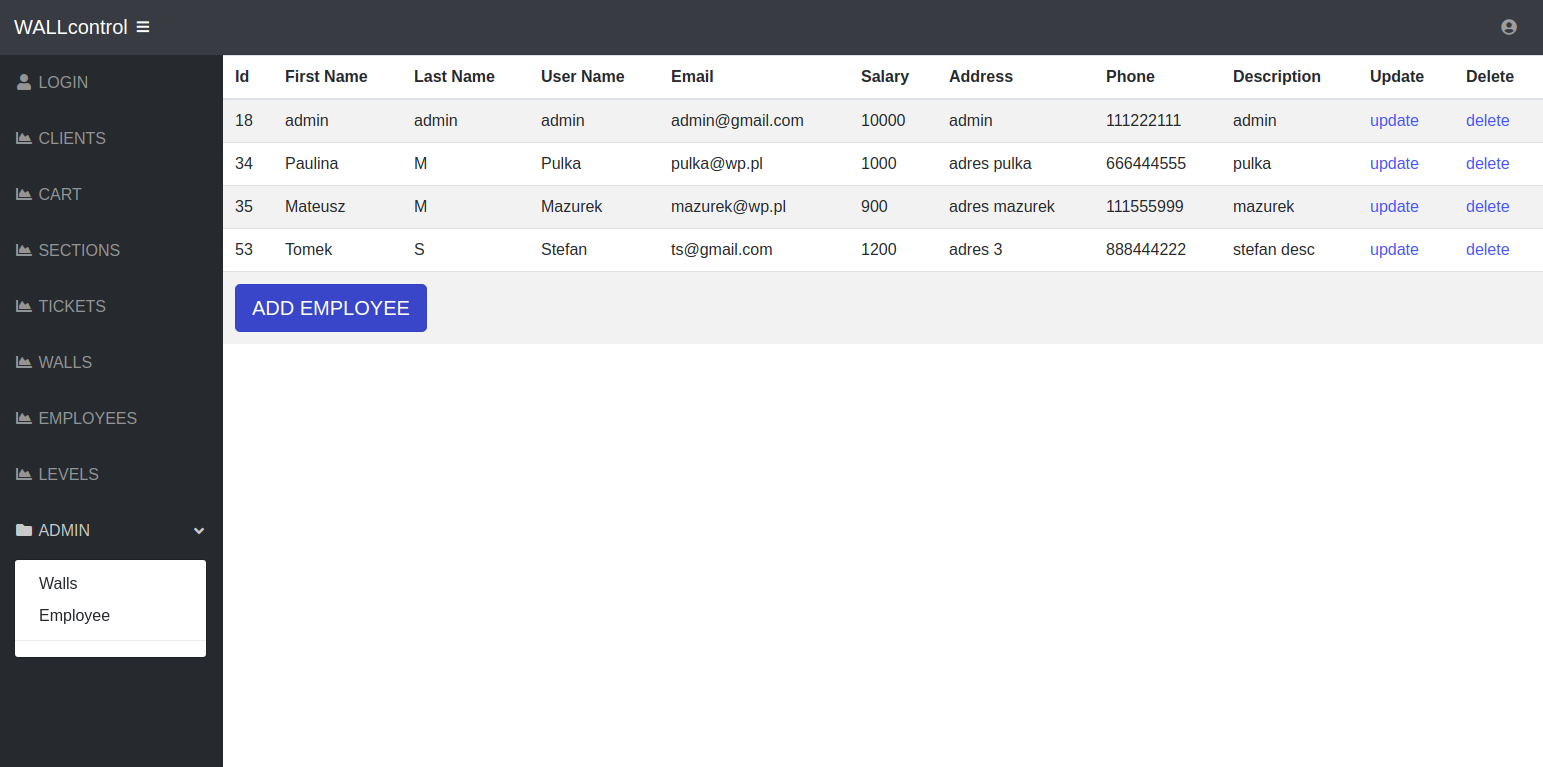 WALLcontrol
LOGIN
CLIENTS
CART
SECTIONS
TICKETS
WALLS
EMPLOYEES
LEVELS
ADMIN
Walls
Employee
Id First Name Last Name User Name Email Salary Address Phone Description Update Delete
18 admin admin admin admin@gmail.com 10000 admin 111222111 admin update delete
34 Paulina M Pulka pulka@wp.pl 1000 adres pulka 666444555 pulka update delete
35 Mateusz M Mazurek mazurek@wp.pl 900 adres mazurek 111555999 mazurek update delete
53 Tomek S Stefan ts@gmail.com 1200 adres 3 888444222 stefan desc update delete
ADD EMPLOYEE